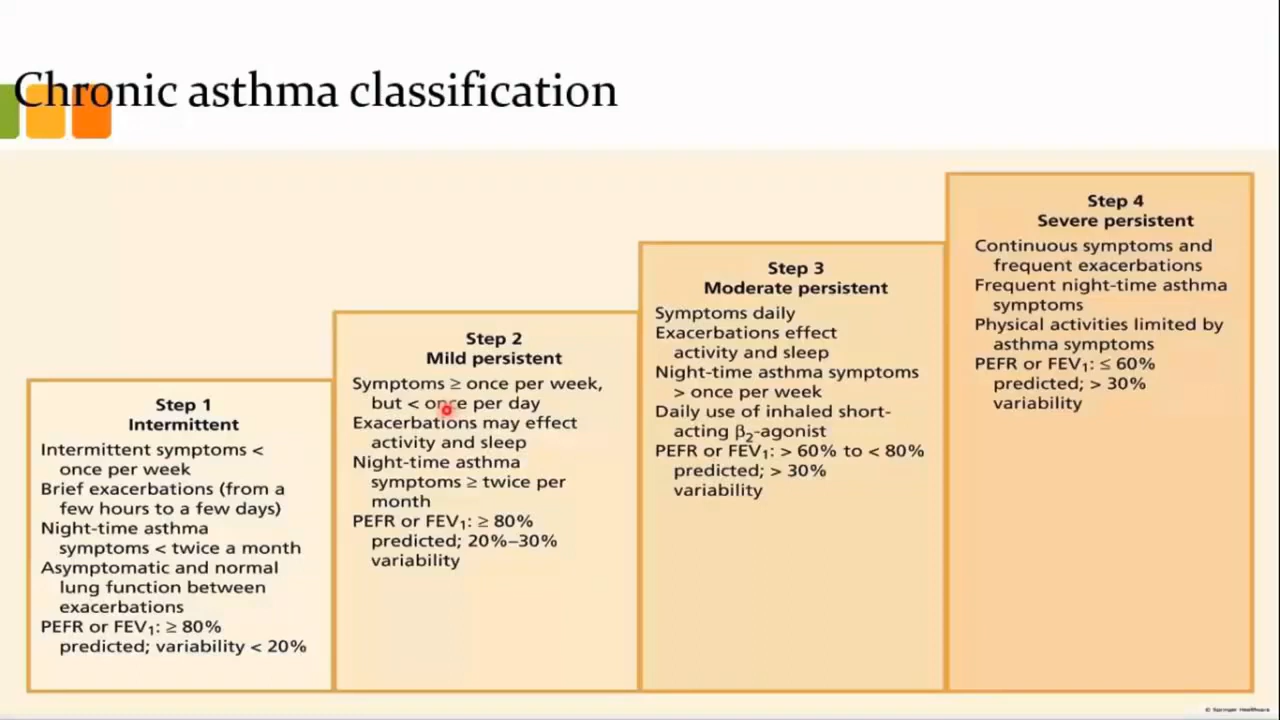 Chronic asthma classification
Step 1
Intermittent
Intermittent symptoms <
once per week
Brief exacerbations (from a
few hours to a few days)
Night-time asthma
symptoms < twice a month
Asymptomatic and normal
lung function between
exacerbations
PEFR or FEV₁: ≥ 80%
predicted; variability < 20%
Step 2
Mild persistent
Symptoms ≥ once per week,
but < once per day
Exacerbations may effect
activity and sleep
Night-time asthma
symptoms ≥ twice per
month
PEFR or FEV₁: ≥ 80%
predicted; 20%–30%
variability
Step 3
Moderate persistent
Symptoms daily
Exacerbations effect
activity and sleep
Night-time asthma symptoms
> once per week
Daily use of inhaled short-
acting β₂-agonist
PEFR or FEV₁: > 60% to < 80%
predicted; > 30%
variability
Step 4
Severe persistent
Continuous symptoms and
frequent exacerbations
Frequent night-time asthma
symptoms
Physical activities limited by
asthma symptoms
PEFR or FEV₁: ≤ 60%
predicted; > 30%
variability
© Springer Healthcare